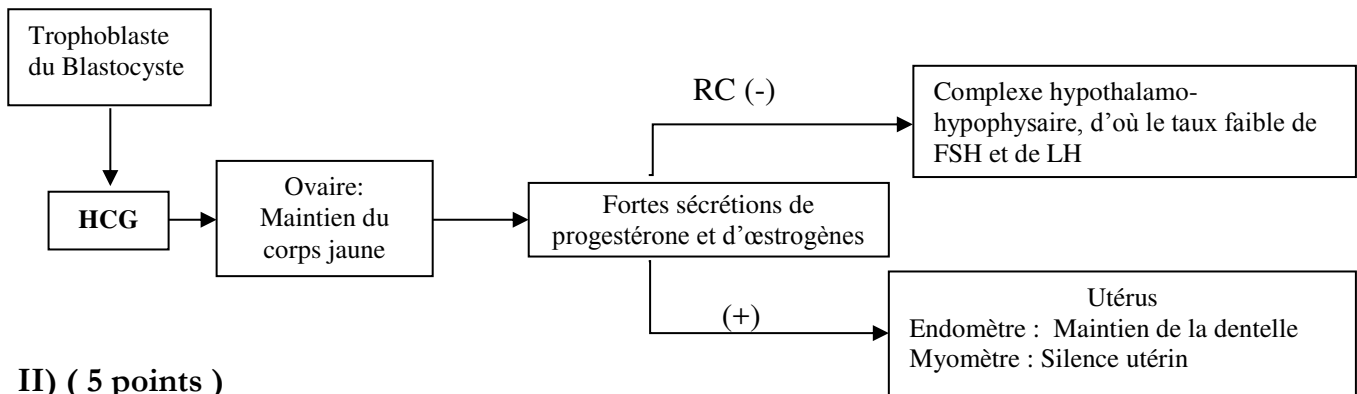 Trophoblaste
du Blastocyste
HCG
Ovaire:
Maintien du
corps jaune
Fortes sécrétions de
progestérone et d’œstrogènes
RC (-)
Complexe hypothalamo-
hypophysaire, d’où le taux faible de
FSH et de LH
(+)
Utérus
Endomètre : Maintien de la dentelle
Myomètre : Silence utérin
II) ( 5 points )